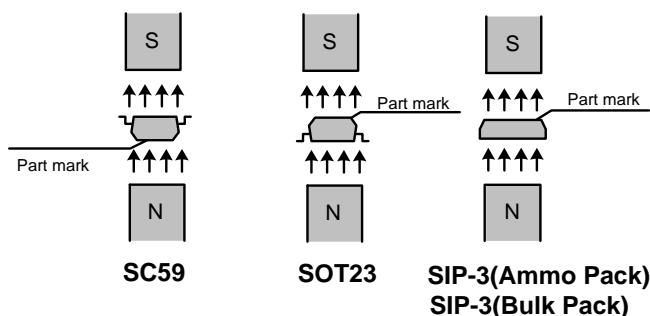 S
S
S
Part mark
Part mark
Part mark
N
N
N
SC59
SOT23
SIP-3(Ammo Pack)
SIP-3(Bulk Pack)